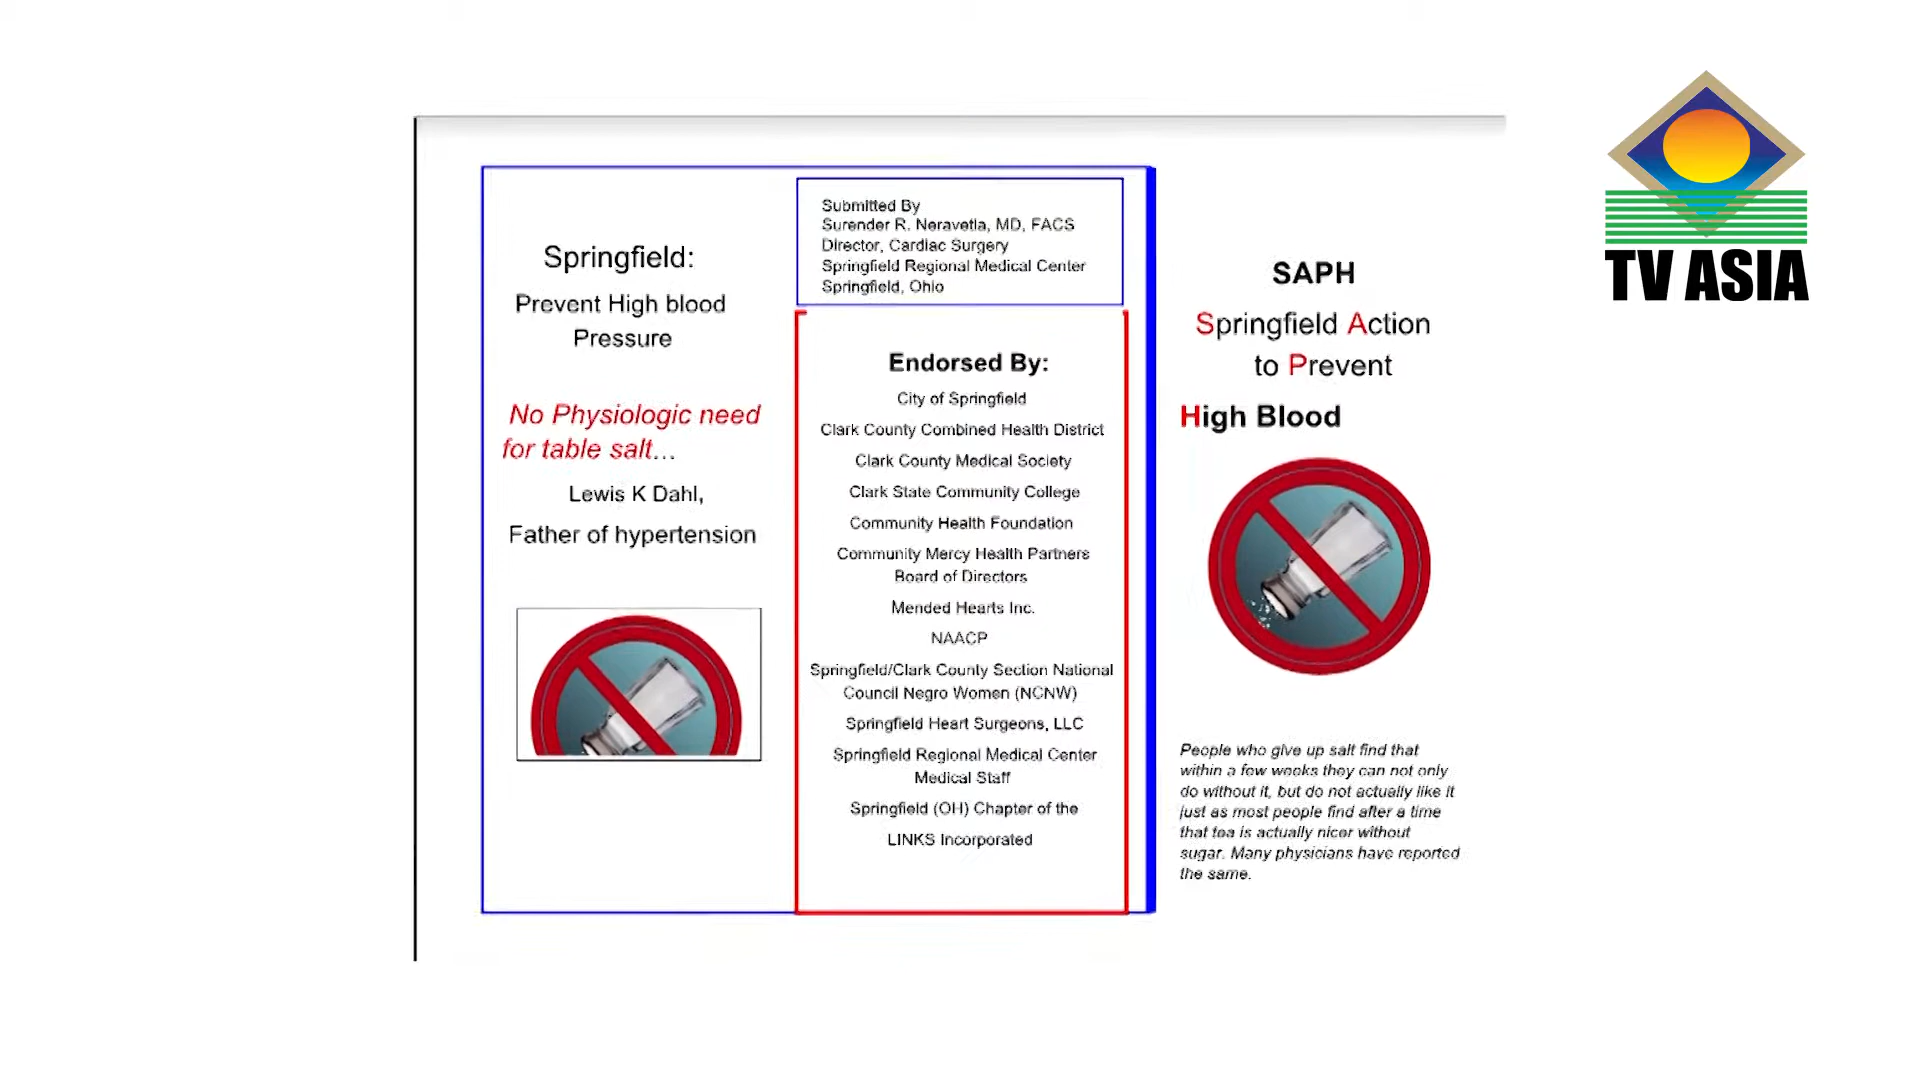 Springfield:
Prevent High blood
Pressure
No Physiologic need
for table salt...
Lewis K Dahl,
Father of hypertension
Submitted By
Surender R. Neravetla, MD, FACS
Director, Cardiac Surgery
Springfield Regional Medical Center
Springfield, Ohio
Endorsed By:
City of Springfield
Clark County Combined Health District
Clark County Medical Society
Clark State Community College
Community Health Foundation
Community Mercy Health Partners
Board of Directors
Mended Hearts Inc.
NAACP
Springfield/Clark County Section National
Council Negro Women (NCNW)
Springfield Heart Surgeons, LLC
Springfield Regional Medical Center
Medical Staff
Springfield (OH) Chapter of the
LINKS Incorporated
SAPH
Springfield Action
to Prevent
High Blood
People who give up salt find that
within a few weeks they can not only
do without it, but do not actually like it
just as most people find after a time
that tea is actually nicer without
sugar. Many physicians have reported
the same.
TV ASIA